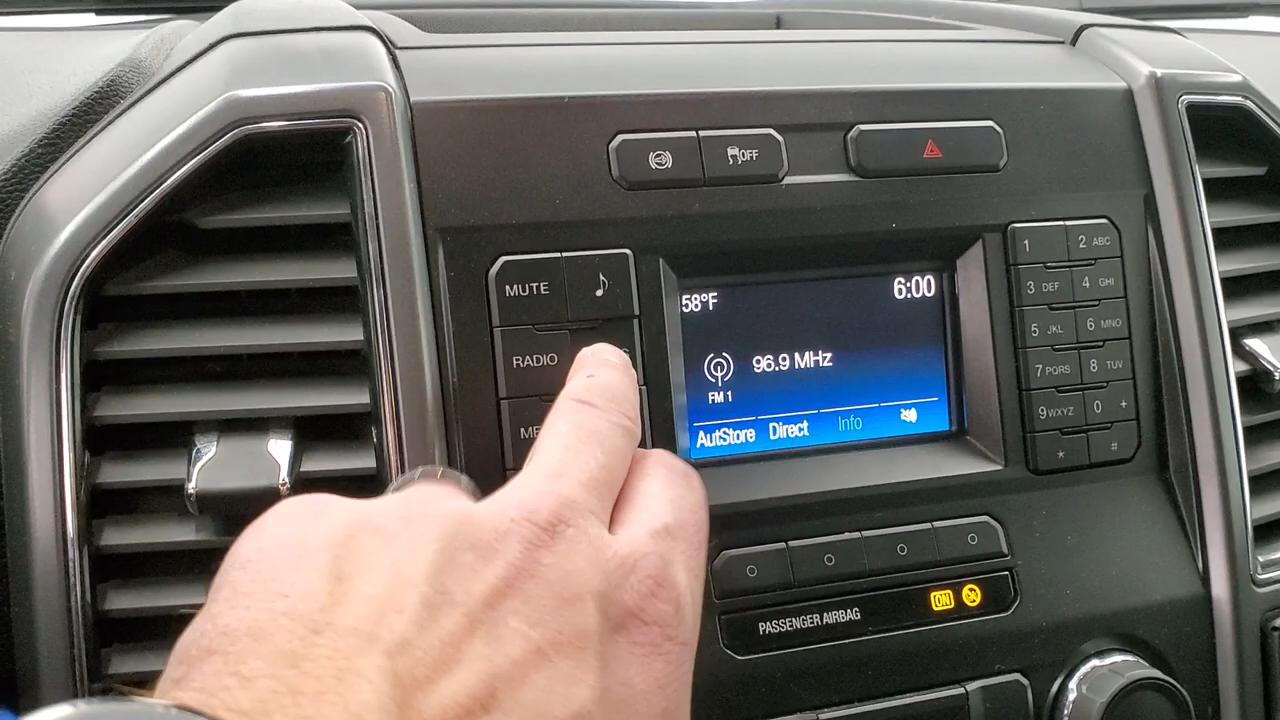 OFF
MUTE
RADIO
58°F
6:00
96.9 MHz
FM 1
AutStore Direct Info
1
2 ABC
3 DEF
4 GHI
5 JKL
6 MNO
7 PQRS
8 TUV
9 WXYZ
0 +
*
#
PASSENGER AIRBAG
ON